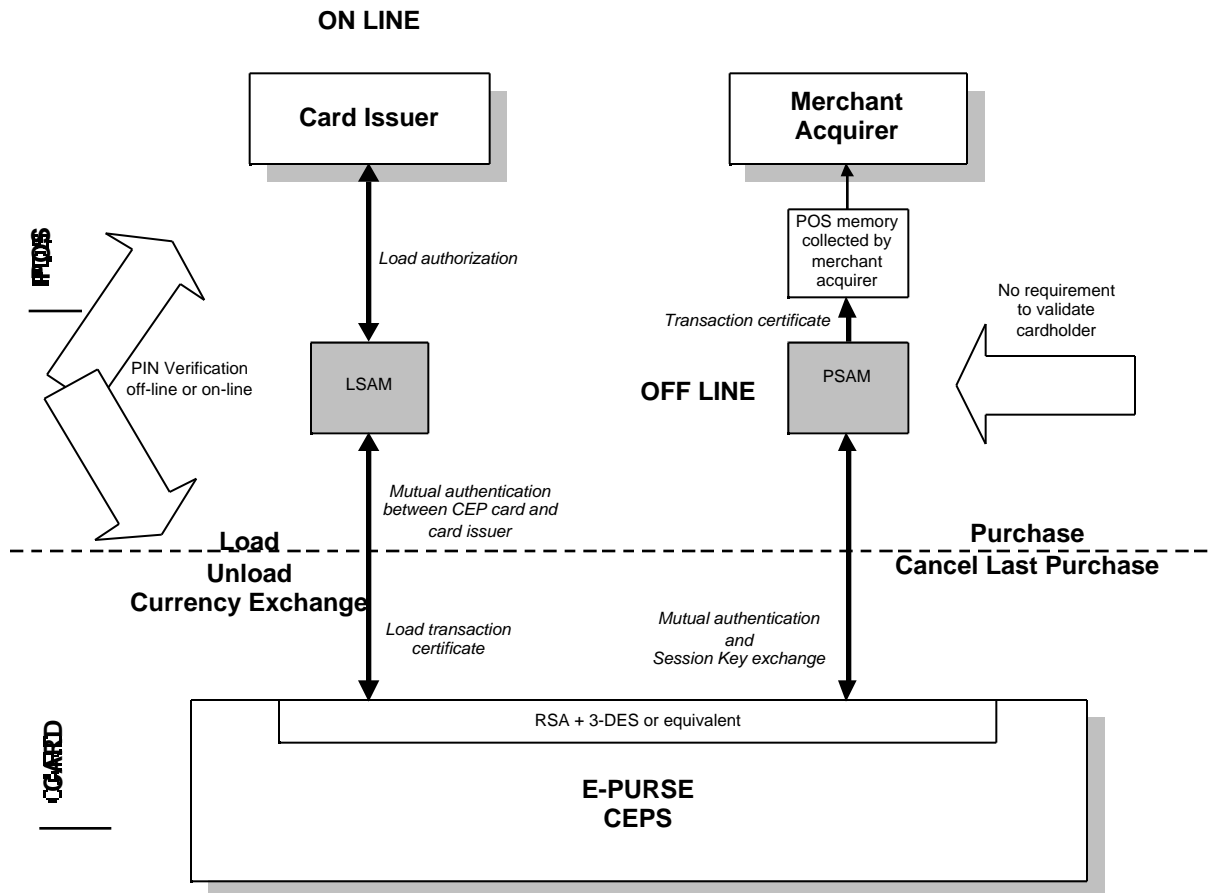 ON LINE
Card Issuer
Merchant
Acquirer
POS
POS memory
collected by
merchant
acquirer
Load authorization
Transaction certificate
No requirement
to validate
cardholder
PIN Verification
off-line or on-line
LSAM
OFF LINE
PSAM
Mutual authentication
between CEP card and
card issuer
Load
Unload
Currency Exchange
Purchase
Cancel Last Purchase
Load transaction
certificate
Mutual authentication
and
Session Key exchange
CARD
RSA + 3-DES or equivalent
E-PURSE
CEPS